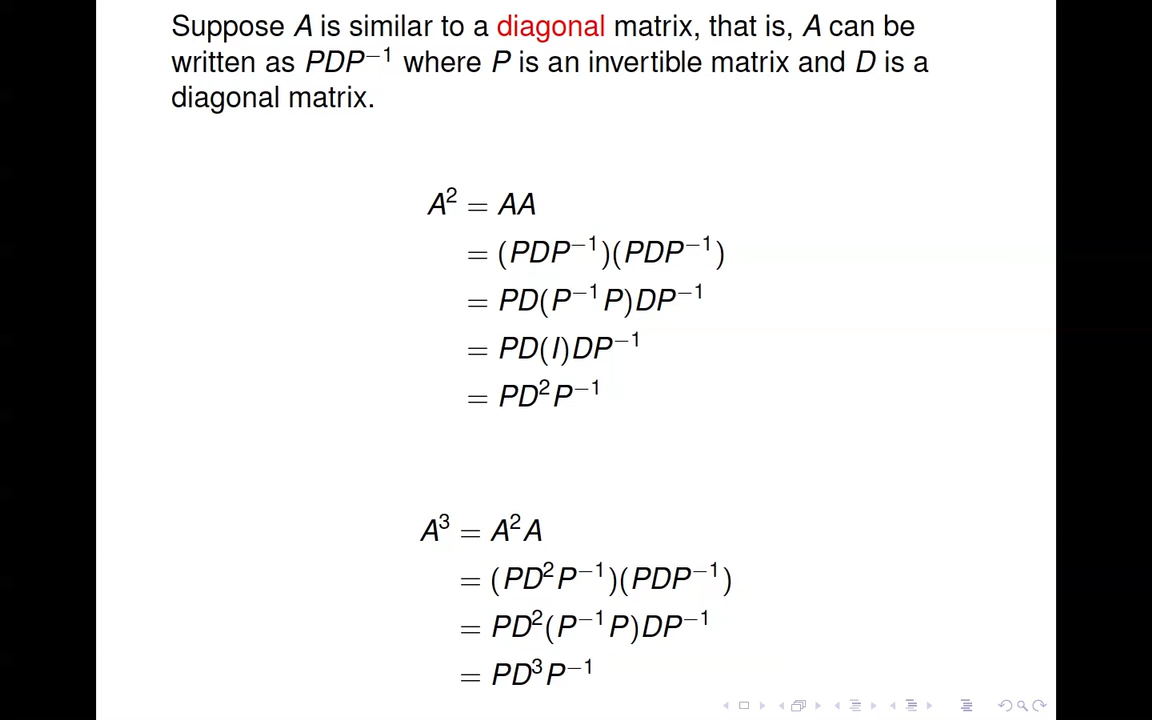 Suppose A is similar to a diagonal matrix, that is, A can be
written as PDP⁻¹ where P is an invertible matrix and D is a
diagonal matrix.
A² = AA
= (PDP⁻¹)(PDP⁻¹)
= PD(P⁻¹P)DP⁻¹
= PD(I)DP⁻¹
= PD²P⁻¹
A³ = A²A
= (PD²P⁻¹)(PDP⁻¹)
= PD²(P⁻¹P)DP⁻¹
= PD³P⁻¹